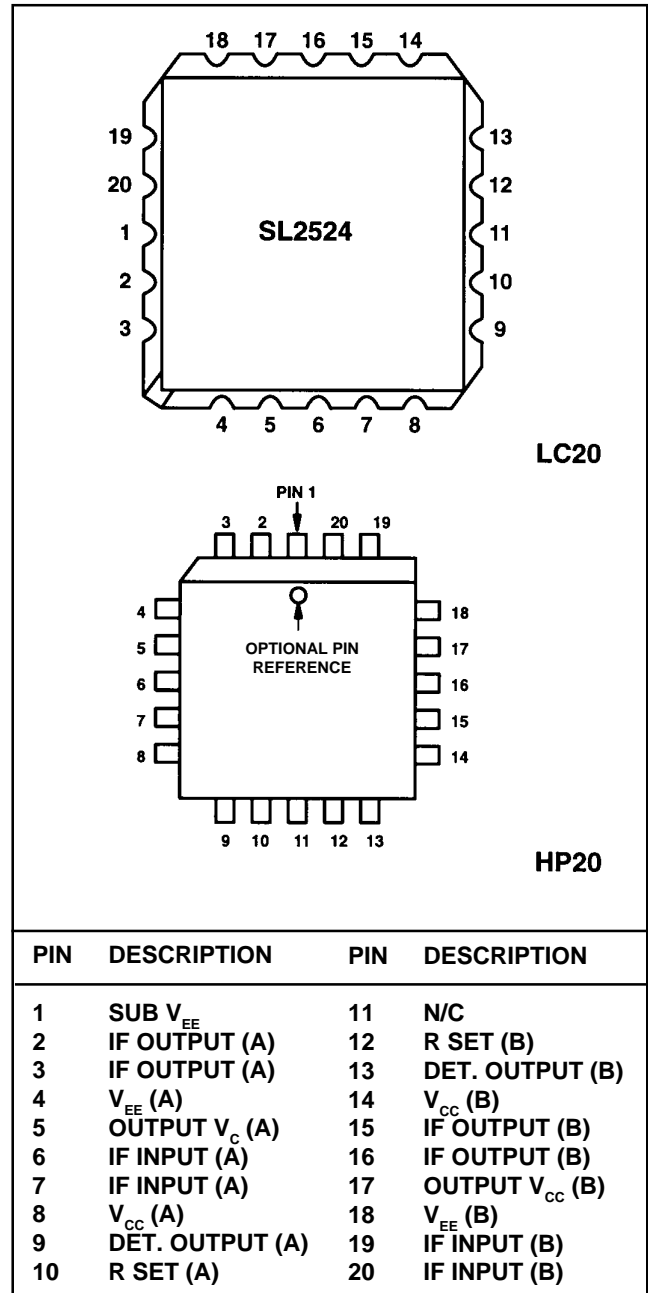 18 17 16 15 14
19 13
20 12
1 SL2524 11
2 10
3 9
4 5 6 7 8
LC20
PIN 1
3 2 20 19
4 18
5 OPTIONAL PIN 17
6 REFERENCE 16
7 15
8 14
9 10 11 12 13
HP20
PIN DESCRIPTION PIN DESCRIPTION
1 SUB VEE 11 N/C
2 IF OUTPUT (A) 12 R SET (B)
3 IF OUTPUT (A) 13 DET. OUTPUT (B)
4 VEE (A) 14 VCC (B)
5 OUTPUT VC (A) 15 IF OUTPUT (B)
6 IF INPUT (A) 16 IF OUTPUT (B)
7 IF INPUT (A) 17 OUTPUT VCC (B)
8 VCC (A) 18 VEE (B)
9 DET. OUTPUT (A) 19 IF INPUT (B)
10 R SET (A) 20 IF INPUT (B)